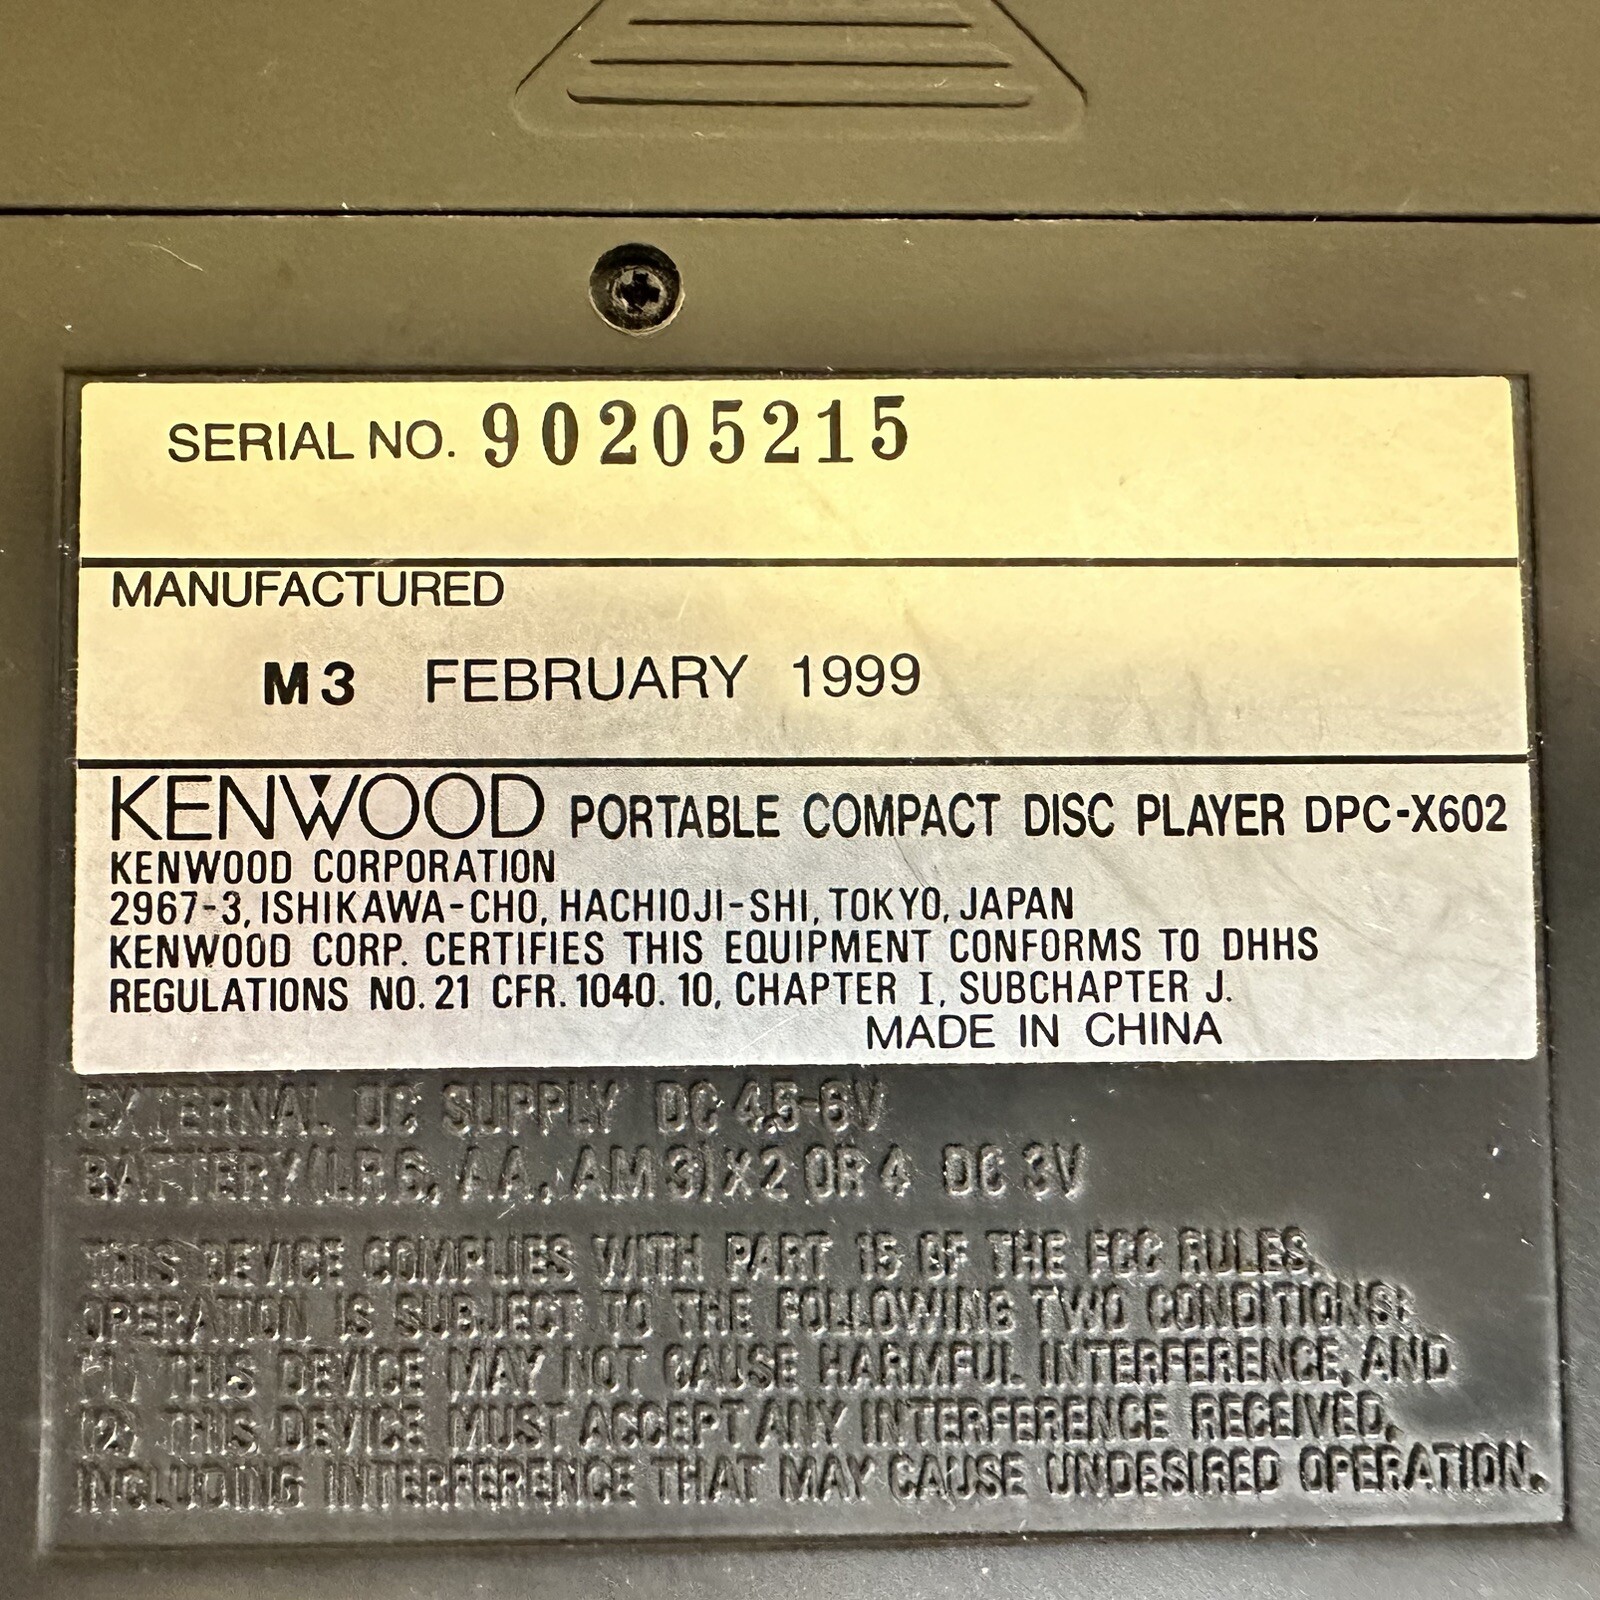 SERIAL NO. 90205215
MANUFACTURED
M3 FEBRUARY 1999
KENWOOD PORTABLE COMPACT DISC PLAYER DPC-X602
KENWOOD CORPORATION
2967-3, ISHIKAWA-CHO, HACHIOJI-SHI, TOKYO, JAPAN
KENWOOD CORP. CERTIFIES THIS EQUIPMENT CONFORMS TO DHHS
REGULATIONS NO. 21 CFR. 1040. 10, CHAPTER I, SUBCHAPTER J.
MADE IN CHINA
EXTERNAL DC SUPPLY DC 4.5-6V
BATTERY (LR6, AA, AM3) X 2 OR 4 DC 3V
THIS DEVICE COMPLIES WITH PART 15 OF THE FCC RULES.
OPERATION IS SUBJECT TO THE FOLLOWING TWO CONDITIONS:
(1) THIS DEVICE MAY NOT CAUSE HARMFUL INTERFERENCE, AND
(2) THIS DEVICE MUST ACCEPT ANY INTERFERENCE RECEIVED,
INCLUDING INTERFERENCE THAT MAY CAUSE UNDESIRED OPERATION.